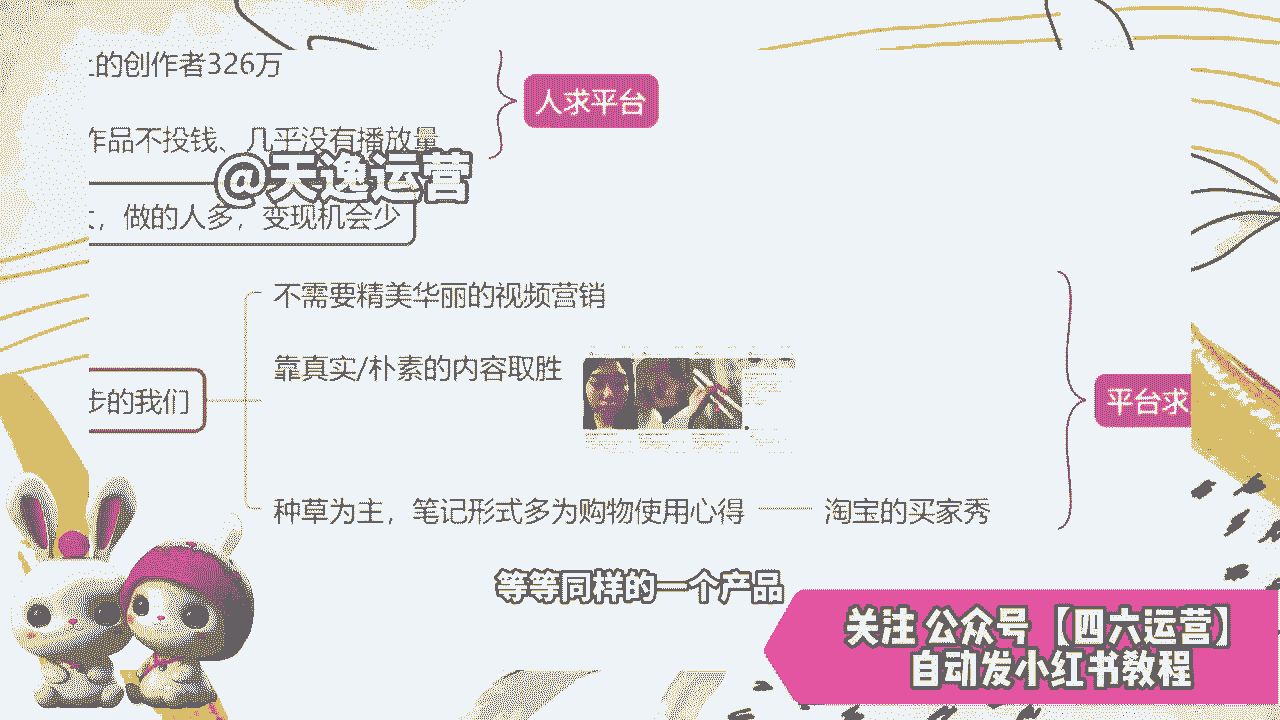 的创作者326万
人求平台
作品不投钱、几乎没有播放量
@天逸运营
，做的人多，变现机会少
不需要精美华丽的视频营销
靠真实/朴素的内容取胜
步的我们
平台求
种草为主，笔记形式多为购物使用心得
淘宝的买家秀
等等同样的一个产品
关注 公众号【四六运营】
自动发小红书教程